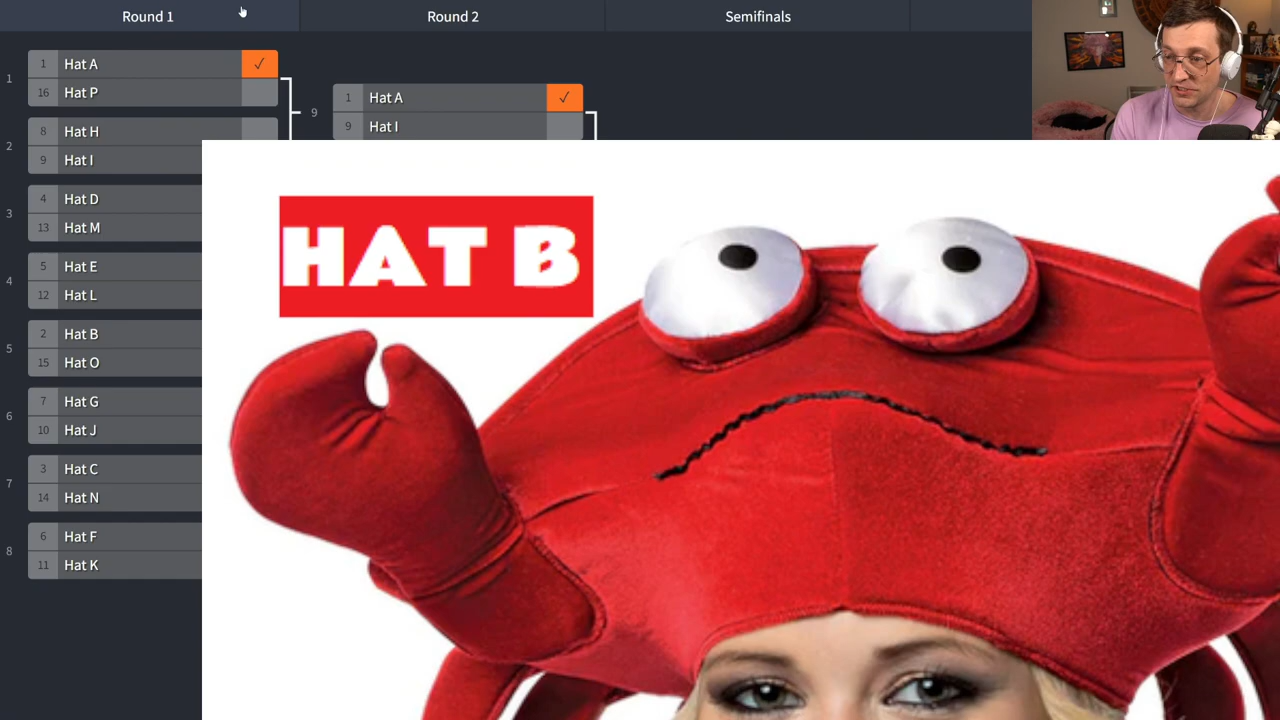 Round 1
Round 2
Semifinals
1
1 Hat A ✓
16 Hat P
9
1 Hat A ✓
9 Hat I
2
8 Hat H
9 Hat I
3
4 Hat D
13 Hat M
4
5 Hat E
12 Hat L
5
2 Hat B
15 Hat O
6
7 Hat G
10 Hat J
7
3 Hat C
14 Hat N
8
6 Hat F
11 Hat K
HAT B